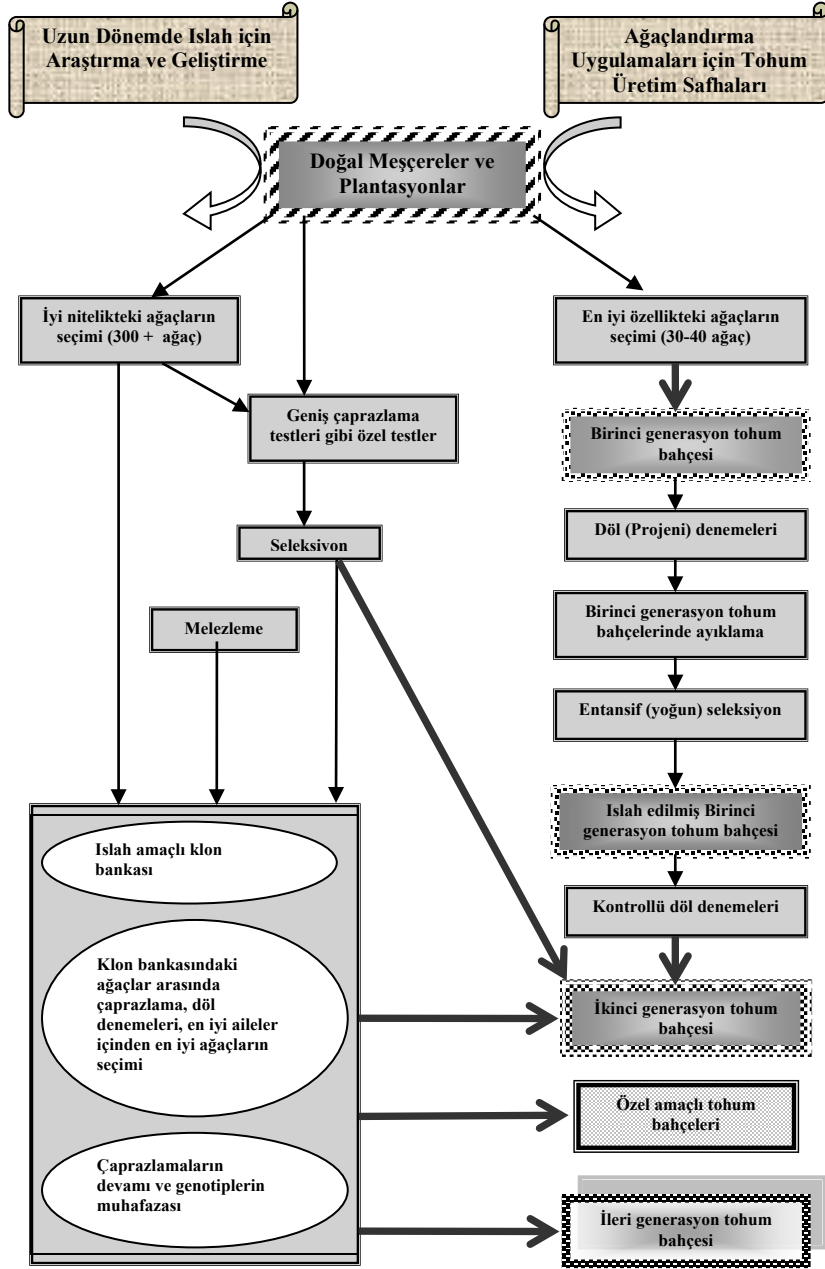 Uzun Dönemde Islah için
Araştırma ve Geliştirme
Ağaçlandırma
Uygulamaları için Tohum
Üretim Safhaları
Doğal Meşçereler ve
Plantasyonlar
İyi nitelikteki ağaçların
seçimi (300 + ağaç)
En iyi özellikteki ağaçların
seçimi (30-40 ağaç)
Geniş çaprazlama
testleri gibi özel testler
Birinci generasyon tohum
bahçesi
Seleksivon
Döl (Projeni) denemeleri
Melezleme
Birinci generasyon tohum
bahçelerinde ayıklama
Entansif (yoğun) seleksiyon
Islah edilmiş Birinci
generasyon tohum bahçesi
Islah amaçlı klon
bankası
Kontrollü döl denemeleri
Klon bankasındaki
ağaçlar arasında
çaprazlama, döl
denemeleri, en iyi aileler
içinden en iyi ağaçların
seçimi
İkinci generasyon tohum
bahçesi
Özel amaçlı tohum
bahçeleri
Çaprazlamaların
devamı ve genotiplerin
muhafazası
İleri generasyon tohum
bahçesi